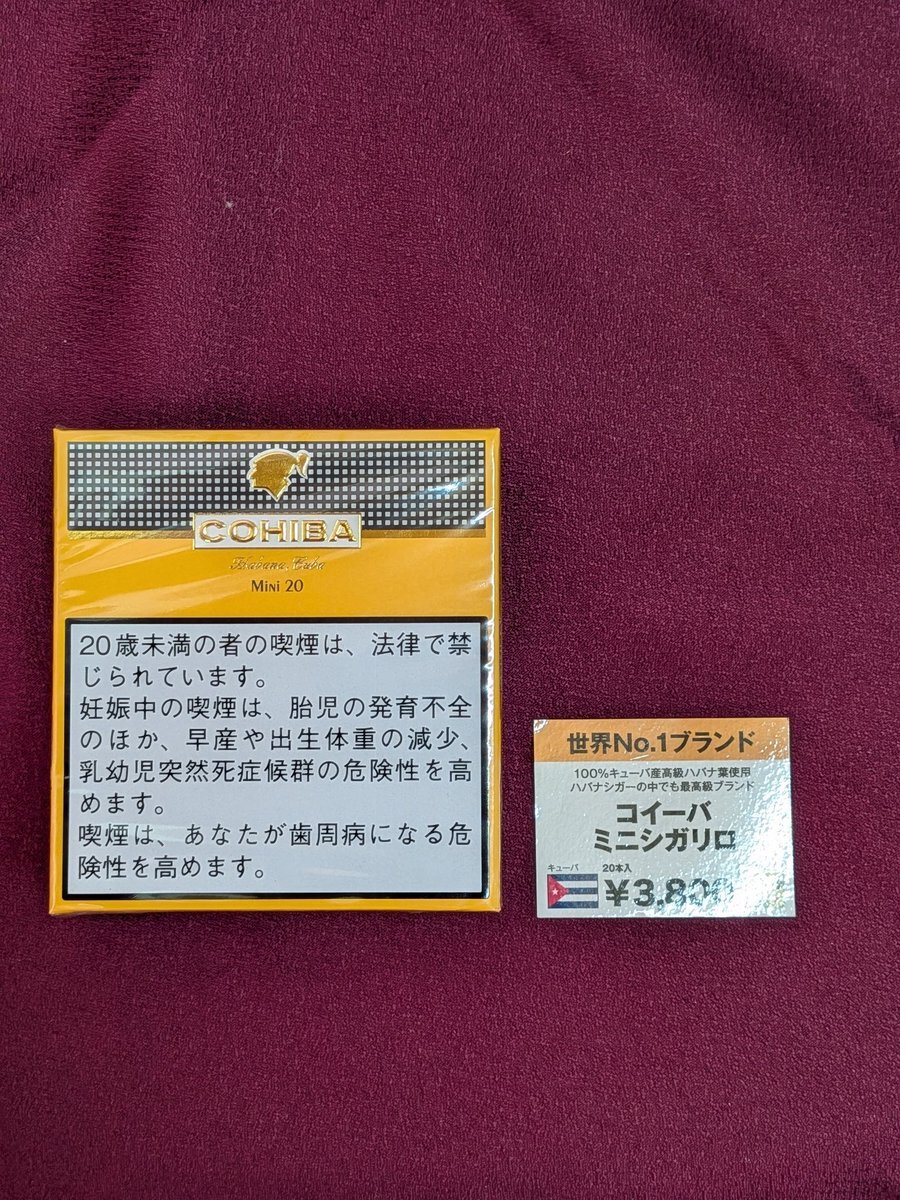 COHIBA
Habana, Cuba
Mini 20
20歳未満の者の喫煙は、法律で禁
じられています。
妊娠中の喫煙は、胎児の発育不全
のほか、早産や出生体重の減少、
乳幼児突然死症候群の危険性を高
めます。
喫煙は、あなたが歯周病になる危
険性を高めます。
世界No.1ブランド
100%キューバ産高級ハバナ葉使用
ハバナシガーの中でも最高級ブランド
コイーバ
ミニシガリロ
キューバ
20本入
¥3,800